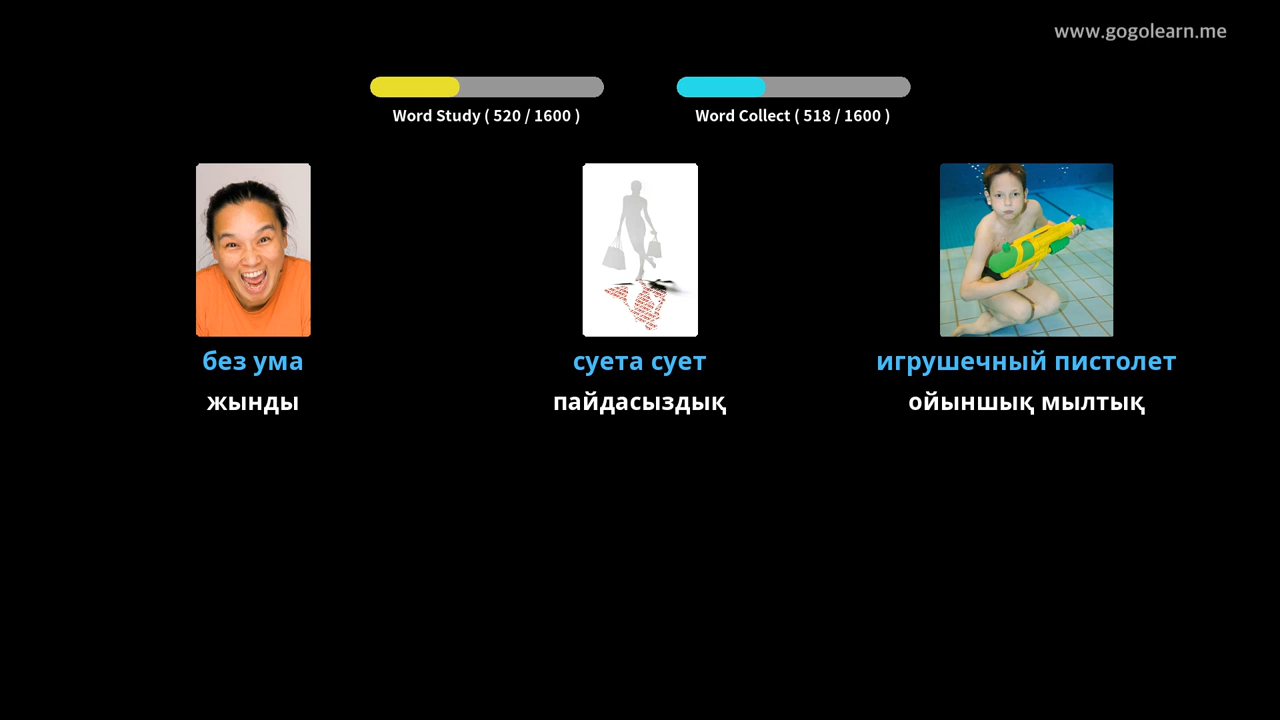 www.gogolearn.me
Word Study ( 520 / 1600 )
Word Collect ( 518 / 1600 )
без ума
суета сует
игрушечный пистолет
жынды
пайдасыздық
ойыншық мылтық